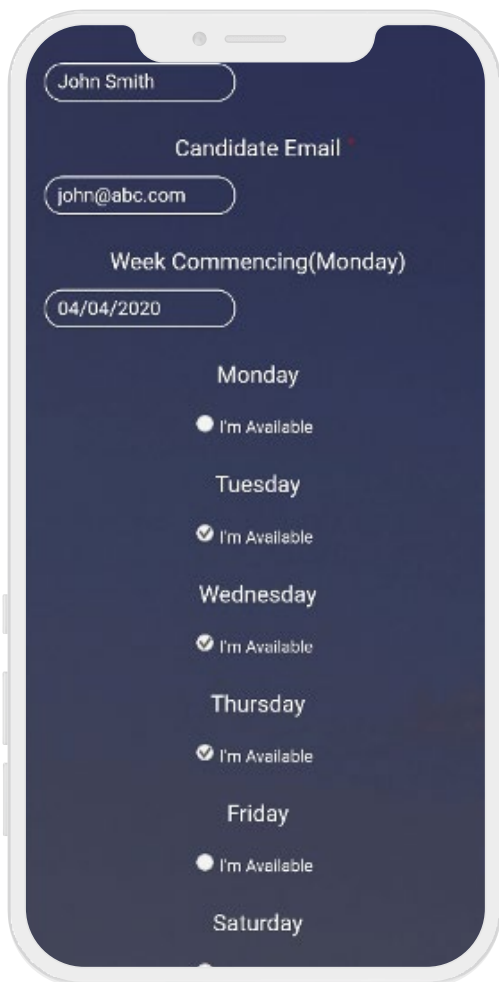 John Smith
Candidate Email *
john@abc.com
Week Commencing(Monday)
04/04/2020
Monday
I'm Available
Tuesday
I'm Available
Wednesday
I'm Available
Thursday
I'm Available
Friday
I'm Available
Saturday